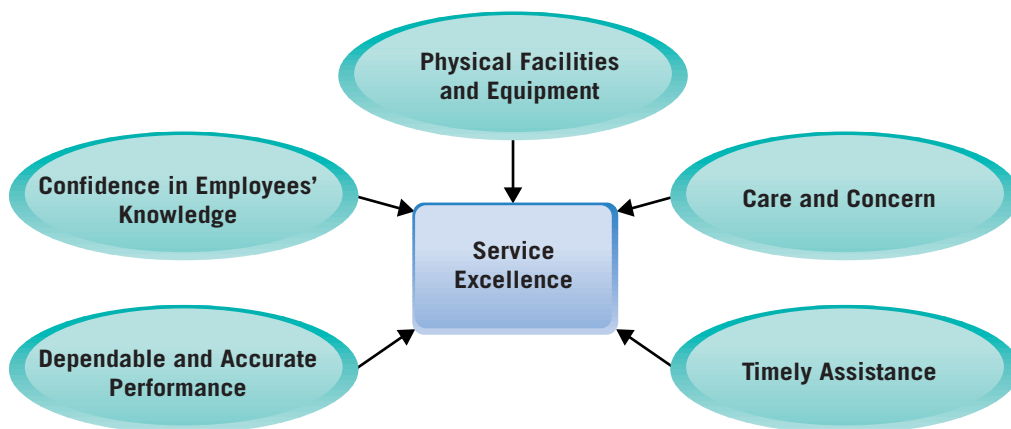 Physical Facilities
and Equipment
Confidence in Employees’
Knowledge
Care and Concern
Service
Excellence
Dependable and Accurate
Performance
Timely Assistance